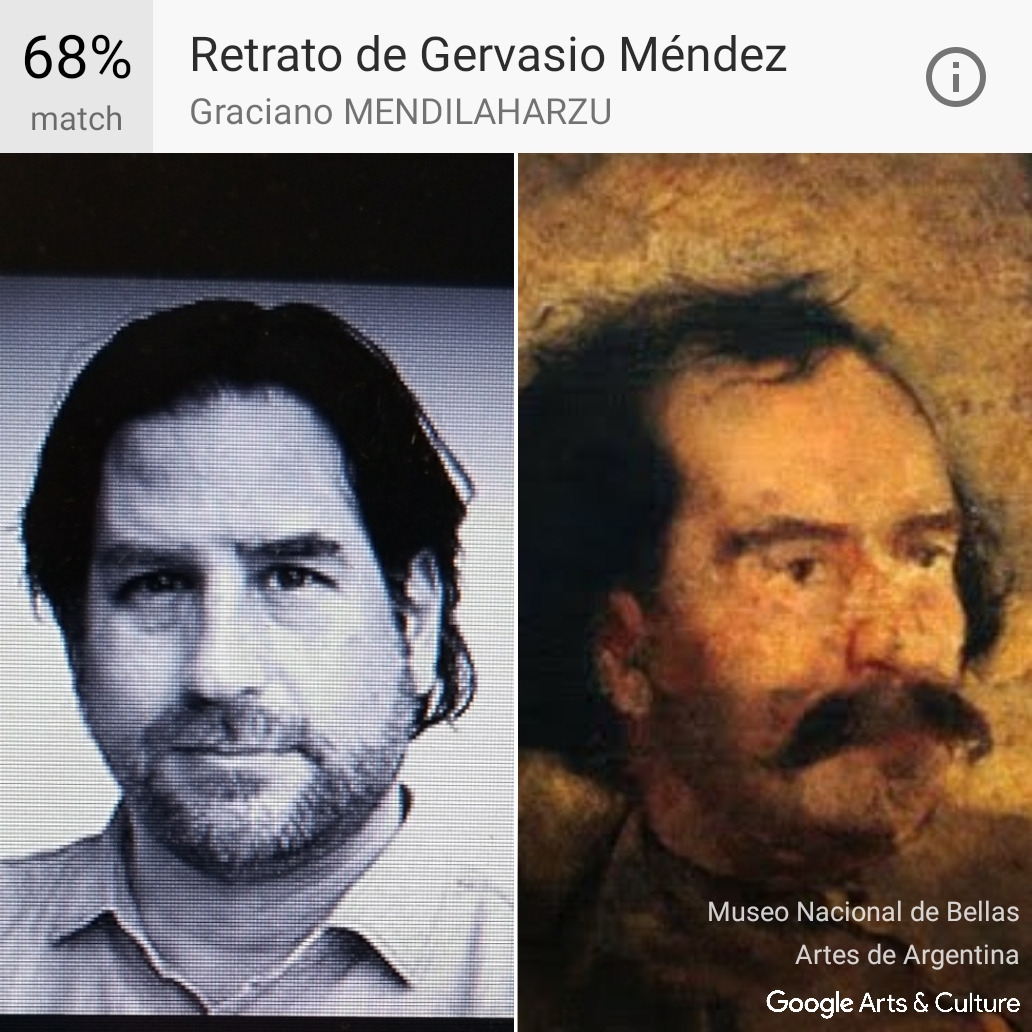 68%
match
Retrato de Gervasio Méndez
Graciano MENDILAHARZU
Museo Nacional de Bellas
Artes de Argentina
Google Arts & Culture